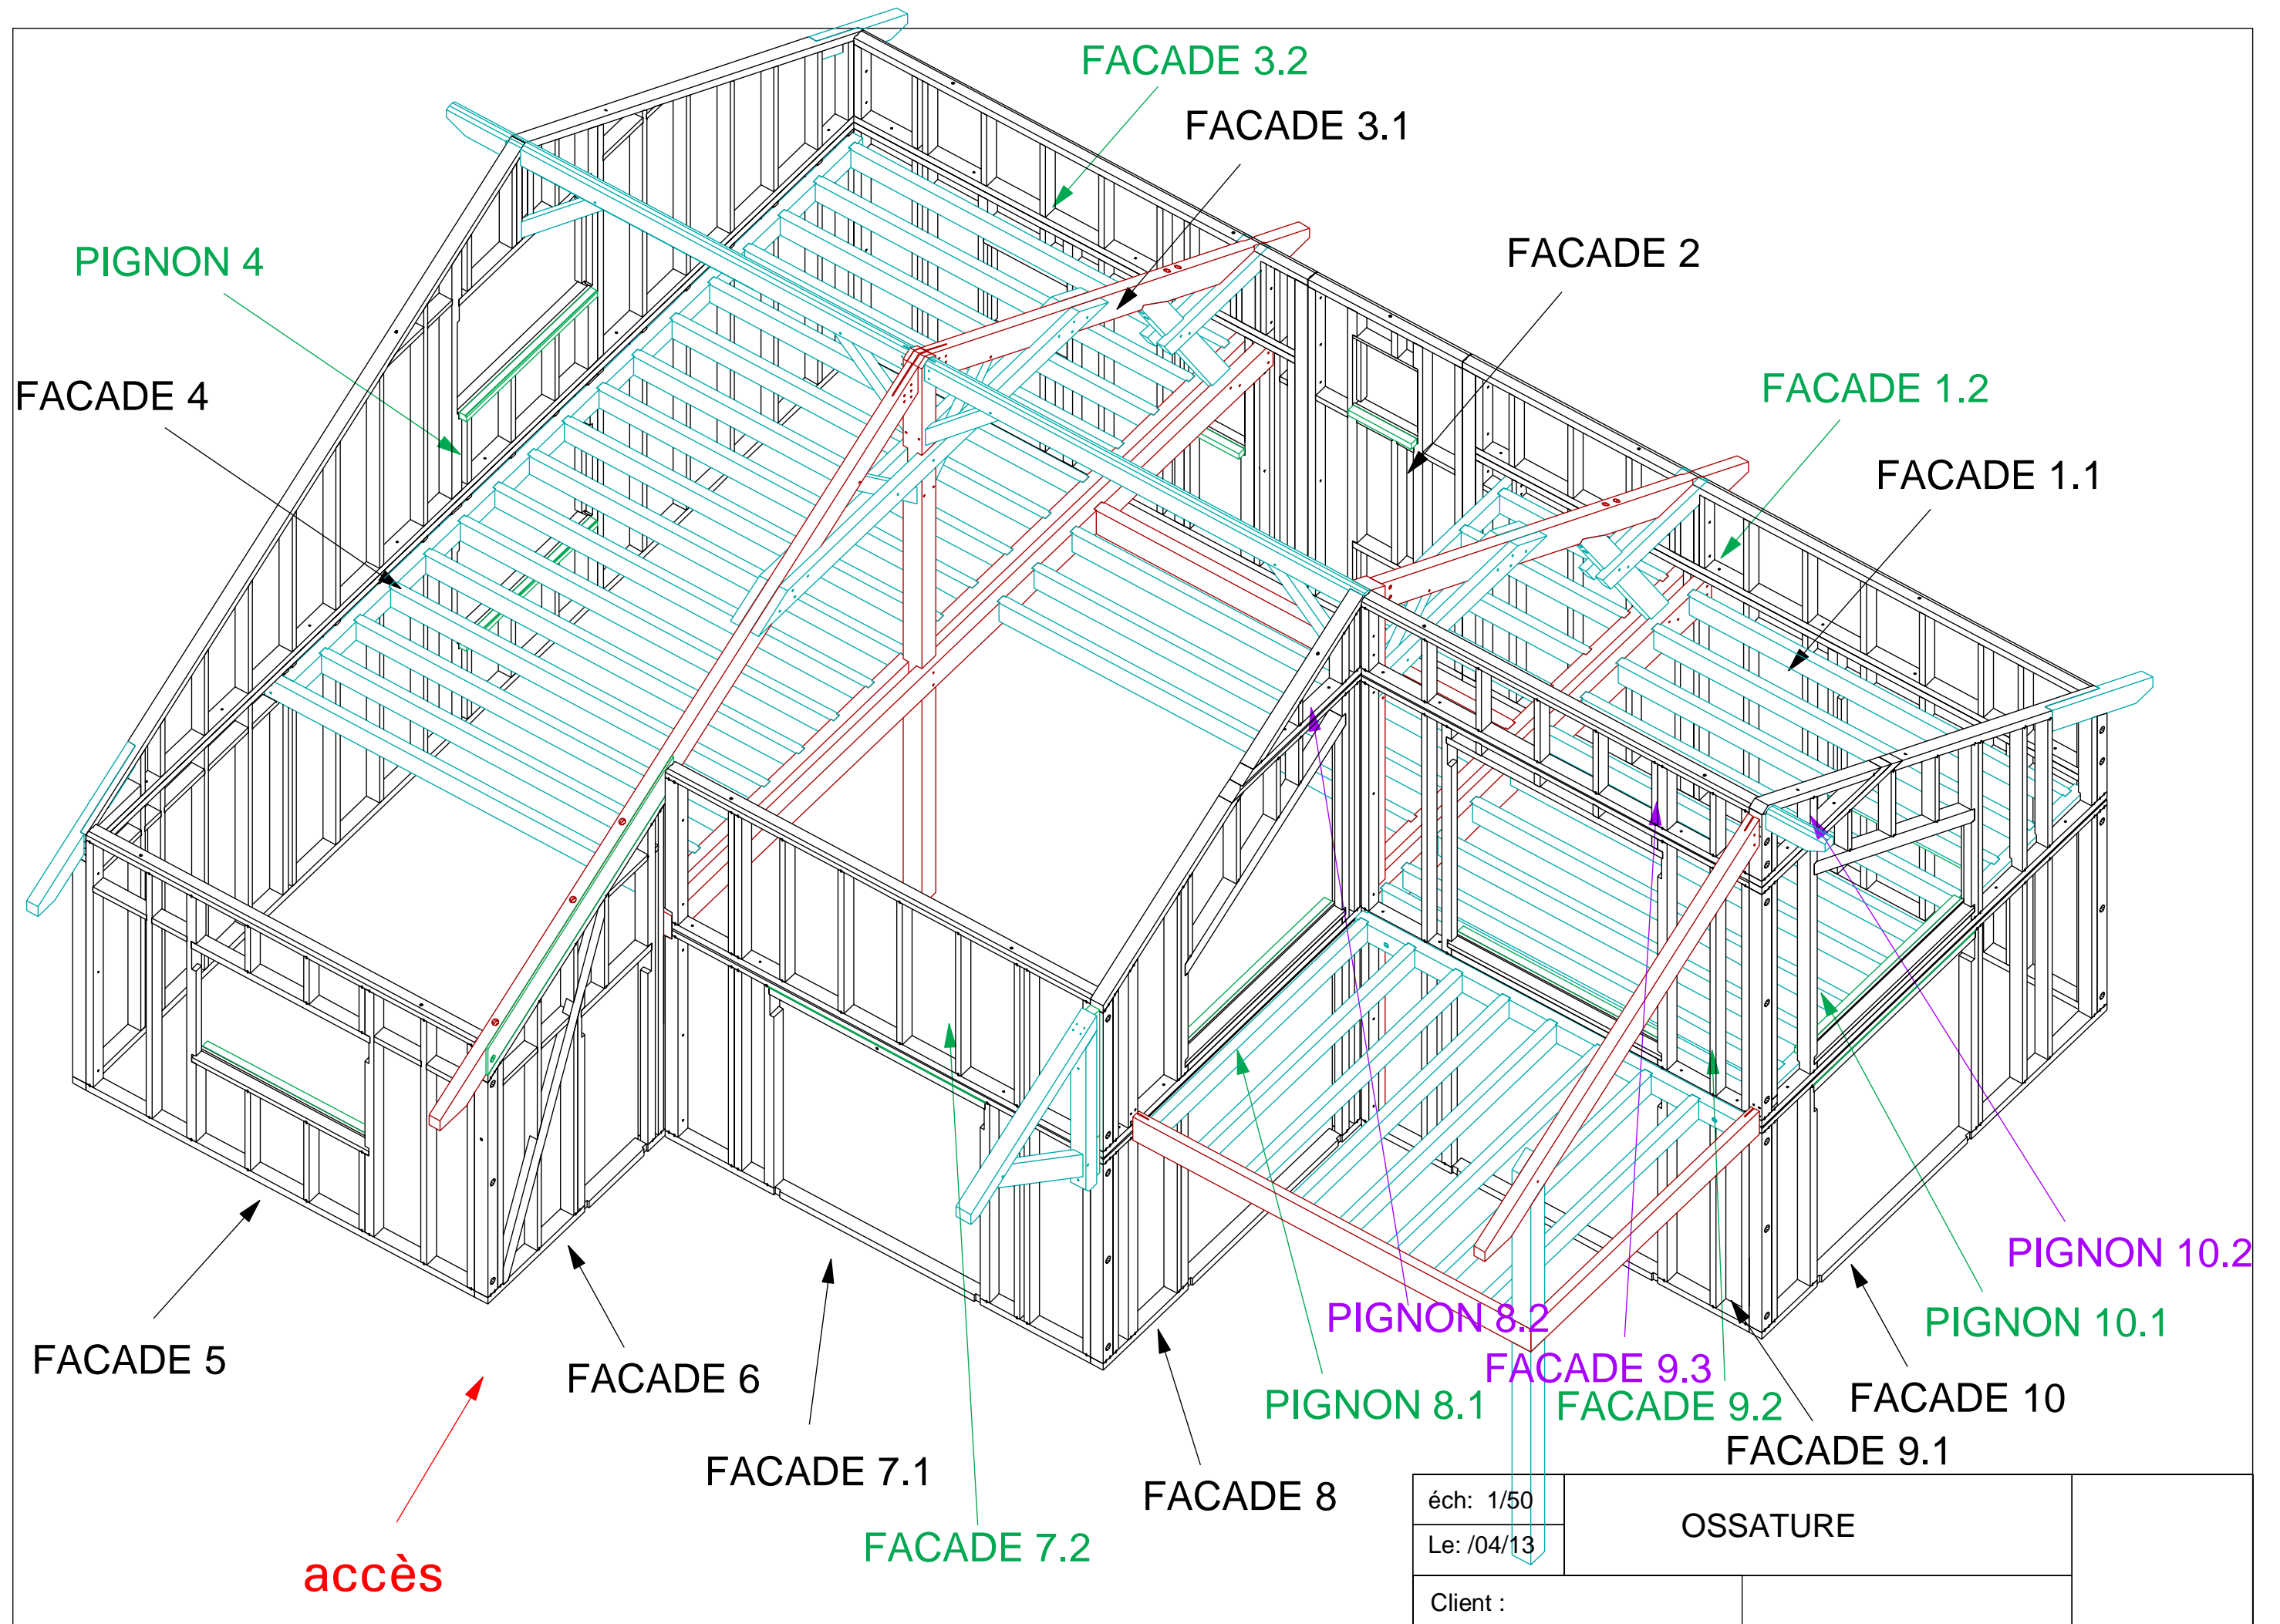 FACADE 3.2
FACADE 3.1
FACADE 2
PIGNON 4
FACADE 4
FACADE 1.2
FACADE 1.1
PIGNON 10.2
PIGNON 8.2
PIGNON 10.1
FACADE 5
FACADE 6
FACADE 9.3
PIGNON 8.1
FACADE 9.2
FACADE 10
FACADE 9.1
FACADE 7.1
FACADE 8
FACADE 7.2
accès
éch: 1/50
OSSATURE
Le: /04/13
Client :